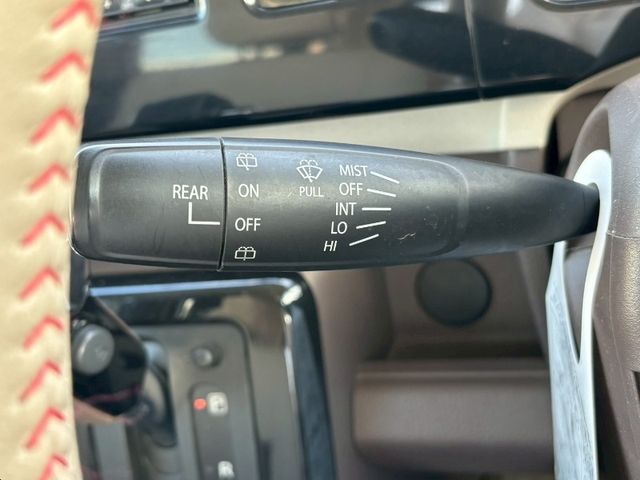 REAR
ON
OFF
PULL
MIST
OFF
INT
LO
HI
R